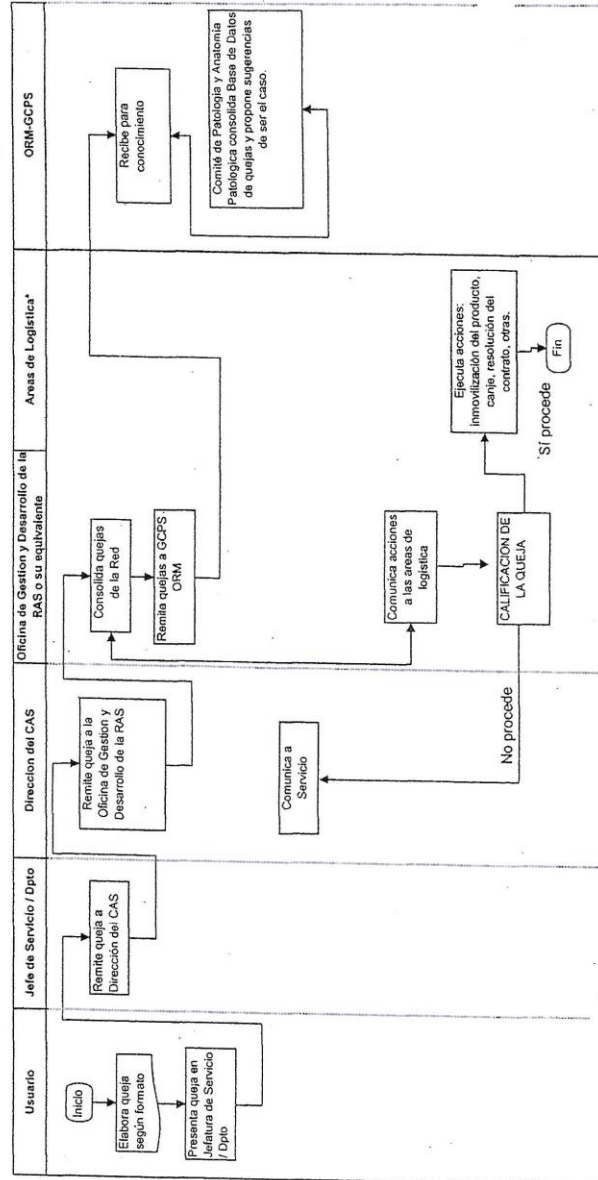 Usuario
Jefe de Servicio / Dpto
Direccion del CAS
Oficina de Gestion y Desarrollo de la
RAS o su equivalente
Areas de Logística*
ORM-GCPS
Inicio
Elabora queja
según formato
Presenta queja en
Jefatura de Servicio
/ Dpto
Remite queja a
Dirección del CAS
Remite queja a la
Oficina de Gestion y
Desarrollo de la RAS
Comunica a
Servicio
No procede
Consolida quejas
de la Red
Remite quejas a GCPS -
ORM
Comunica acciones
a las areas de
logística
CALIFICACION DE
LA QUEJA
Sí procede
Ejecuta acciones:
inmovilización del producto,
canje, resolución del
contrato, otras.
Fin
Recibe para
conocimiento
Comité de Patología y Anatomia
Patologica consolida Base de Datos
de quejas y propone sugerencias
de ser el caso.